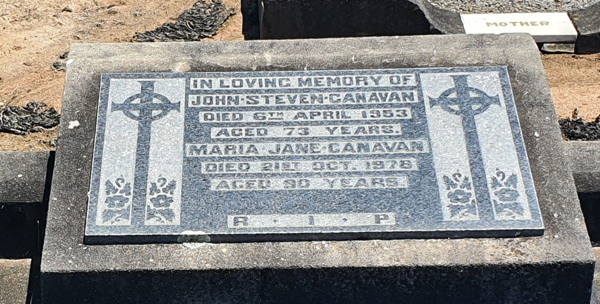 MOTHER
IN LOVING MEMORY OF
JOHN·STEVEN·CANAVAN
DIED 6TH APRIL 1953
AGED 73 YEARS.
MARIA·JANE·CANAVAN
DIED 21ST OCT. 1978
AGED 90 YEARS
R·I·P